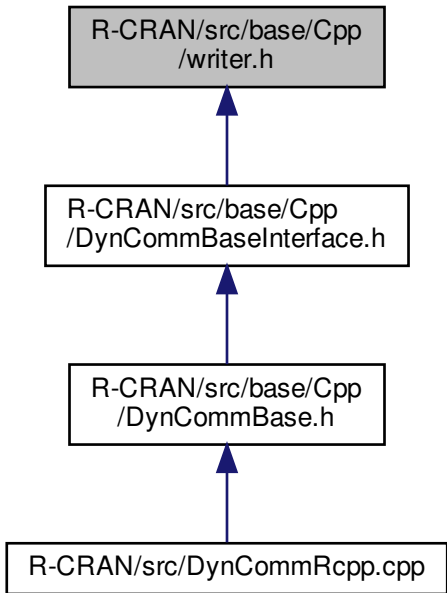 R-CRAN/src/base/Cpp
/writer.h
R-CRAN/src/base/Cpp
/DynCommBaseInterface.h
R-CRAN/src/base/Cpp
/DynCommBase.h
R-CRAN/src/DynCommRcpp.cpp